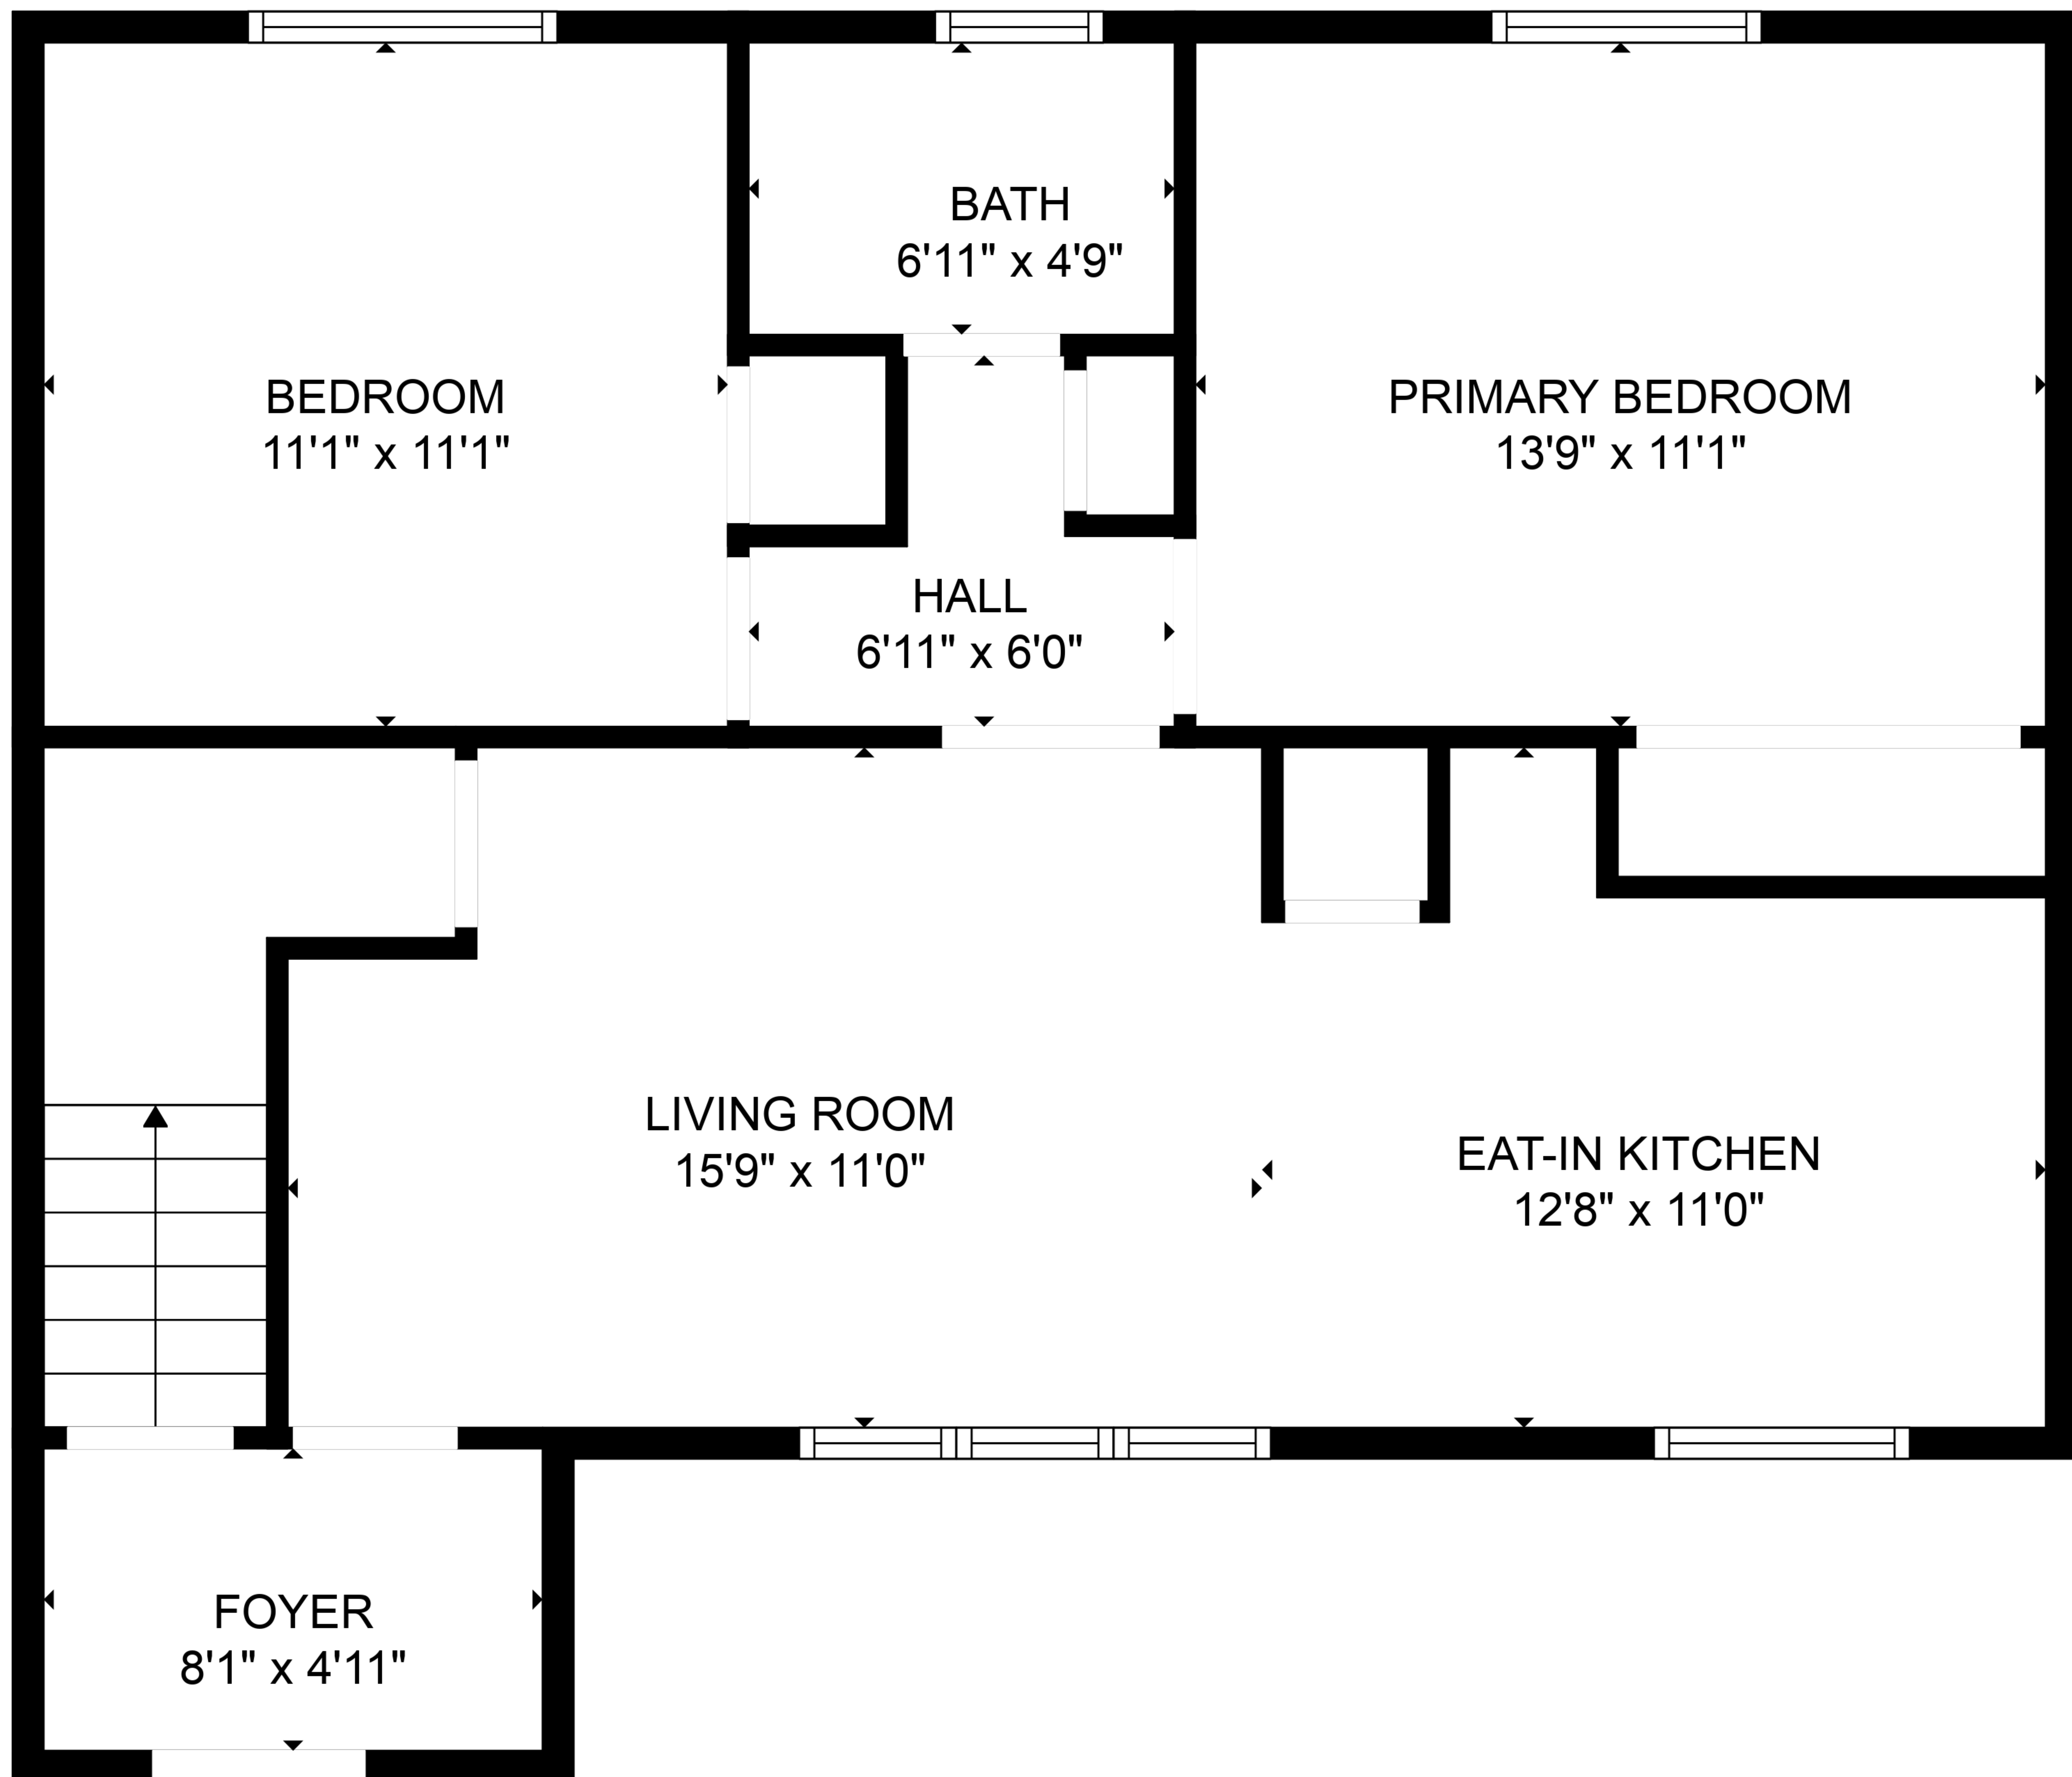 BATH
6'11" x 4'9"
BEDROOM
11'1" x 11'1"
PRIMARY BEDROOM
13'9" x 11'1"
HALL
6'11" x 6'0"
LIVING ROOM
15'9" x 11'0"
EAT-IN KITCHEN
12'8" x 11'0"
FOYER
8'1" x 4'11"